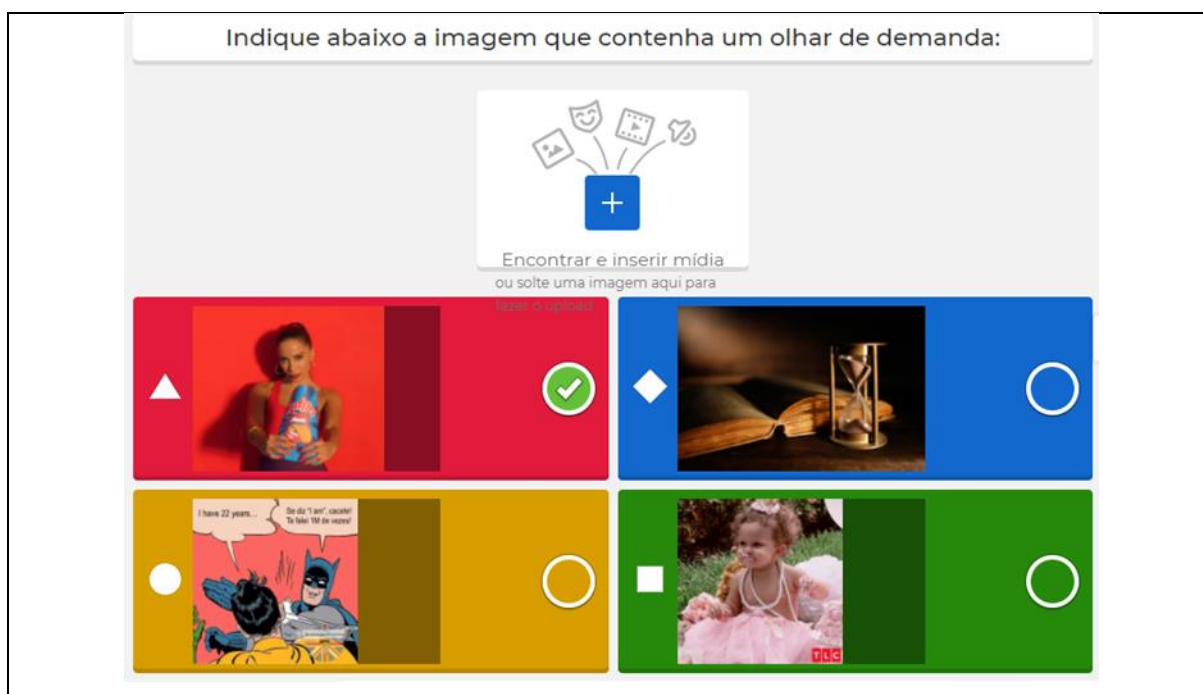 Indique abaixo a imagem que contenha um olhar de demanda:
Encontrar e inserir mídia
ou solte uma imagem aqui para
fazer o upload
I have 22 years...
Se diz "I am", cacete!
Te falei 1M de vezes!
TLC